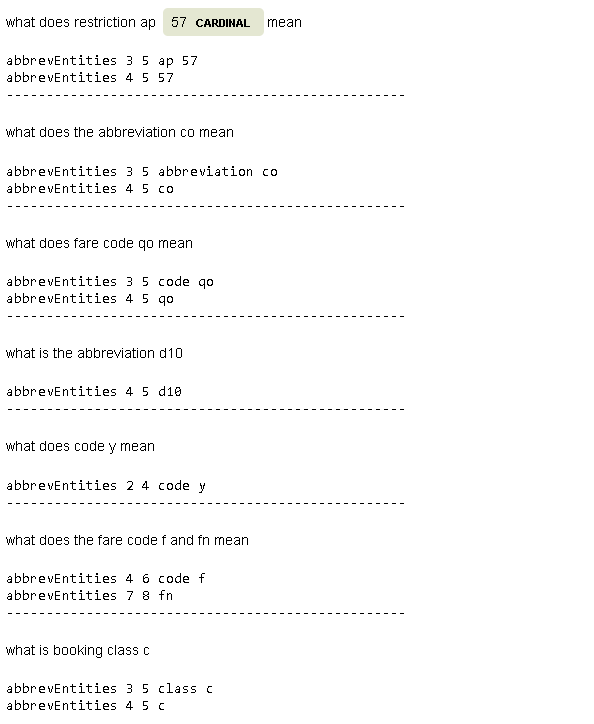 what does restriction ap 57 CARDINAL mean
abbrevEntities 3 5 ap 57
abbrevEntities 4 5 57
--------------------------------------------------
what does the abbreviation co mean
abbrevEntities 3 5 abbreviation co
abbrevEntities 4 5 co
--------------------------------------------------
what does fare code qo mean
abbrevEntities 3 5 code qo
abbrevEntities 4 5 qo
--------------------------------------------------
what is the abbreviation d10
abbrevEntities 4 5 d10
--------------------------------------------------
what does code y mean
abbrevEntities 2 4 code y
--------------------------------------------------
what does the fare code f and fn mean
abbrevEntities 4 6 code f
abbrevEntities 7 8 fn
--------------------------------------------------
what is booking class c
abbrevEntities 3 5 class c
abbrevEntities 4 5 c